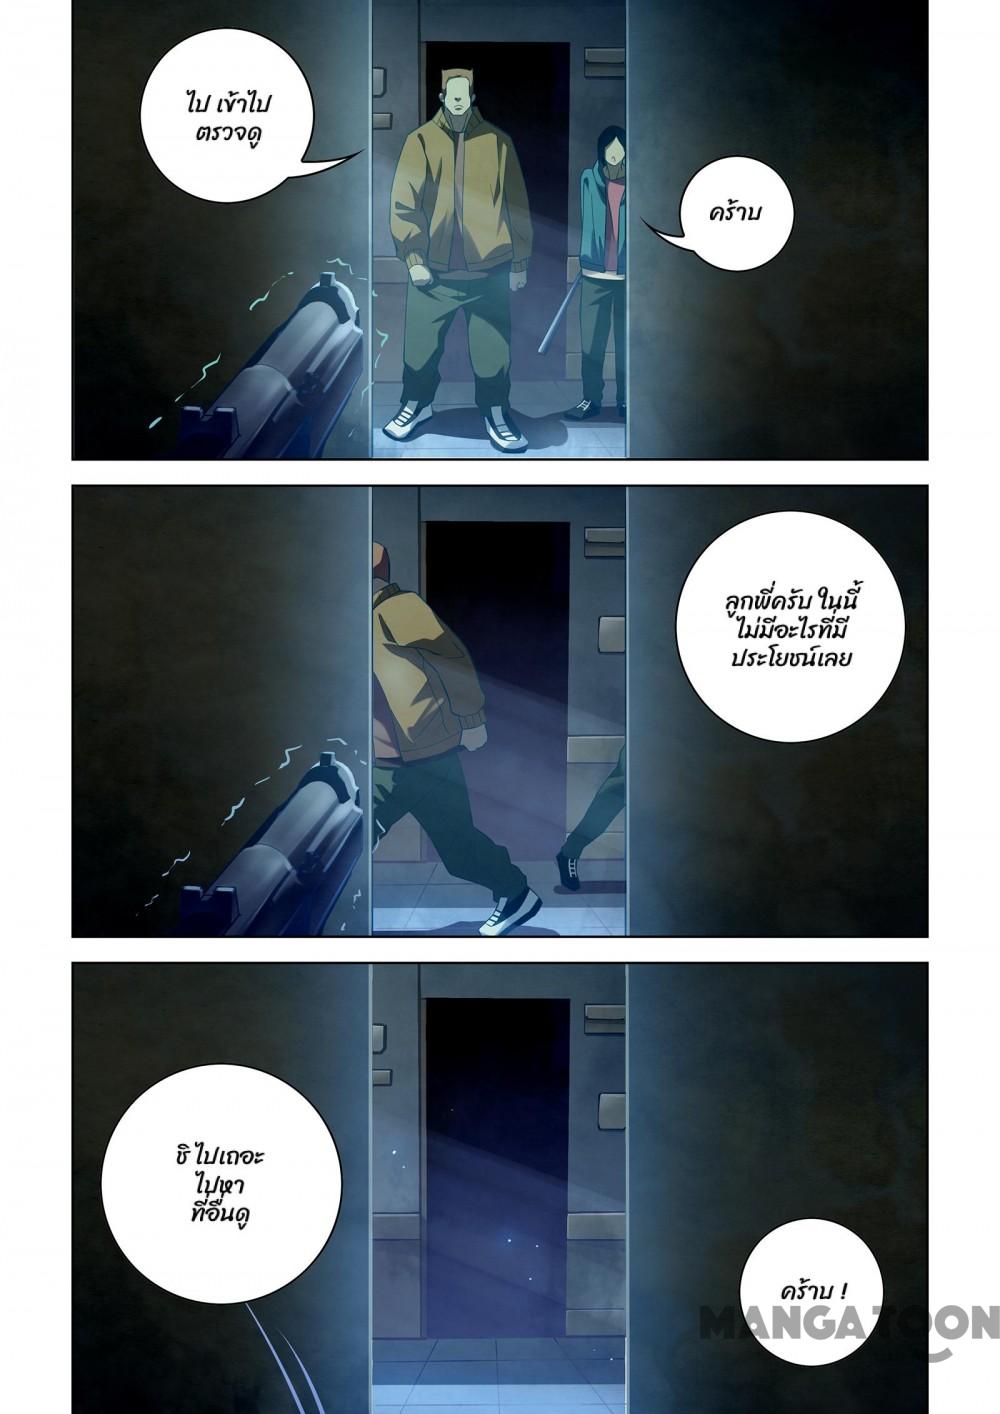 ไป เข้าไป
ตรวจดู
คร้าบ
ลูกพี่ครับ ในนี้
ไม่มีอะไรที่มี
ประโยชน์เลย
ชิ ไปเถอะ
ไปหา
ที่อื่นดู
คร้าบ !
MANGATOON